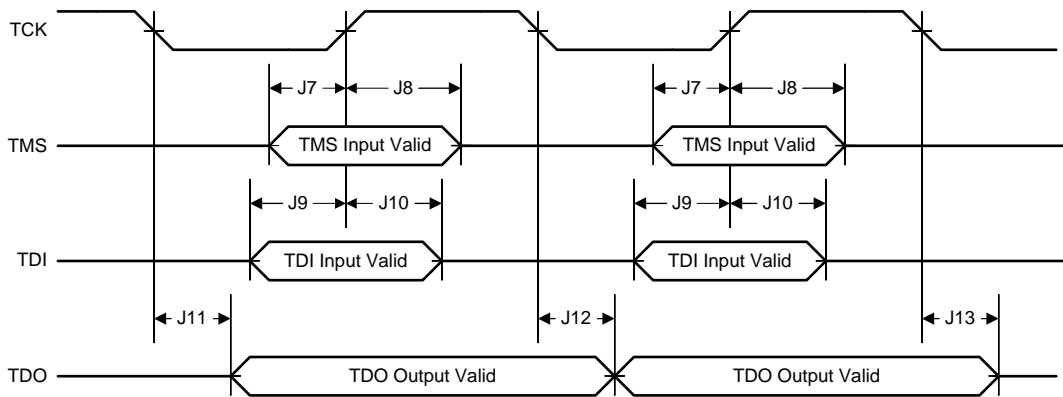 TCK
J7 J8 J7 J8
TMS TMS Input Valid TMS Input Valid
J9 J10 J9 J10
TDI TDI Input Valid TDI Input Valid
J11 J12 J13
TDO TDO Output Valid TDO Output Valid